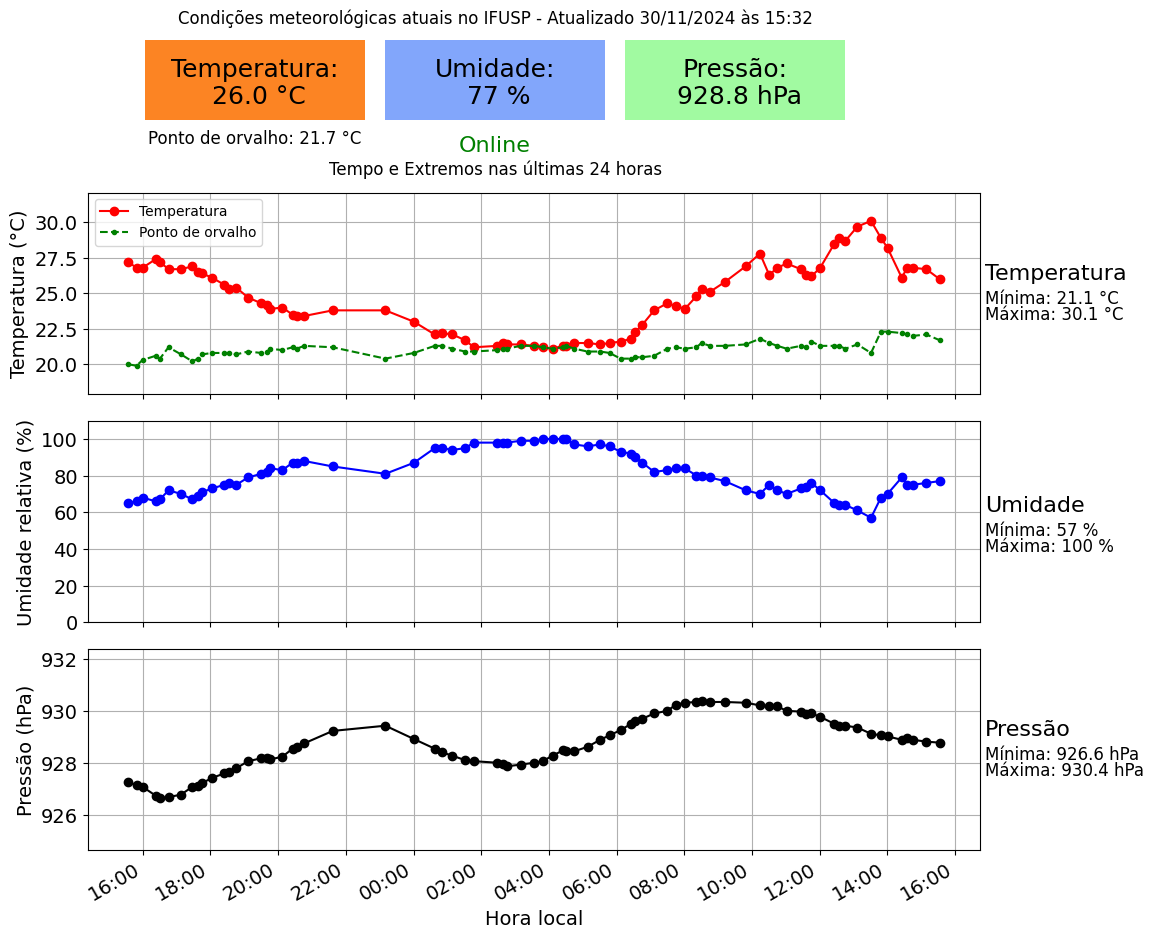 Condições meteorológicas atuais no IFUSP - Atualizado 30/11/2024 às 15:32
Temperatura:
26.0 °C
Umidade:
77 %
Pressão:
928.8 hPa
Ponto de orvalho: 21.7 °C
Online
Tempo e Extremos nas últimas 24 horas
Temperatura (°C)
30.0
27.5
25.0
22.5
20.0
Temperatura
Ponto de orvalho
Temperatura
Mínima: 21.1 °C
Máxima: 30.1 °C
Umidade relativa (%)
100
80
60
40
20
0
Umidade
Mínima: 57 %
Máxima: 100 %
Pressão (hPa)
932
930
928
926
Pressão
Mínima: 926.6 hPa
Máxima: 930.4 hPa
16:00 18:00 20:00 22:00 00:00 02:00 04:00 06:00 08:00 10:00 12:00 14:00 16:00
Hora local